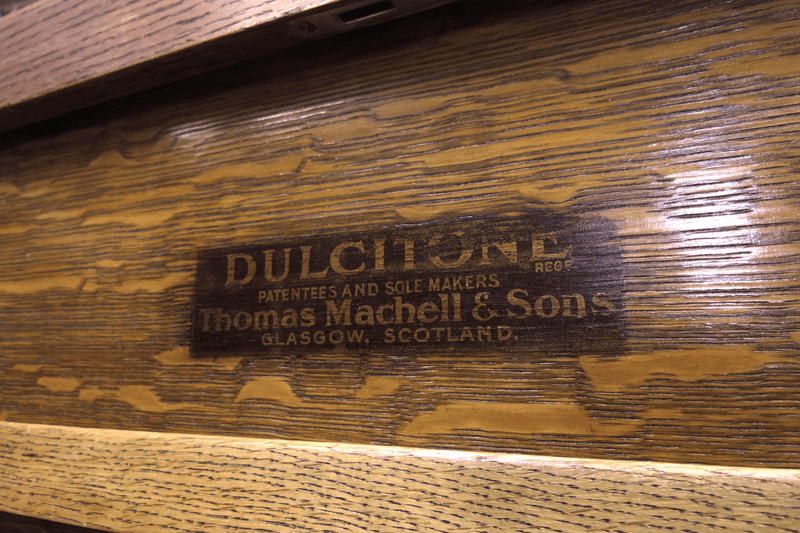 DULCITONE
REGD
PATENTEES AND SOLE MAKERS
Thomas Machell & Sons
GLASGOW, SCOTLAND.